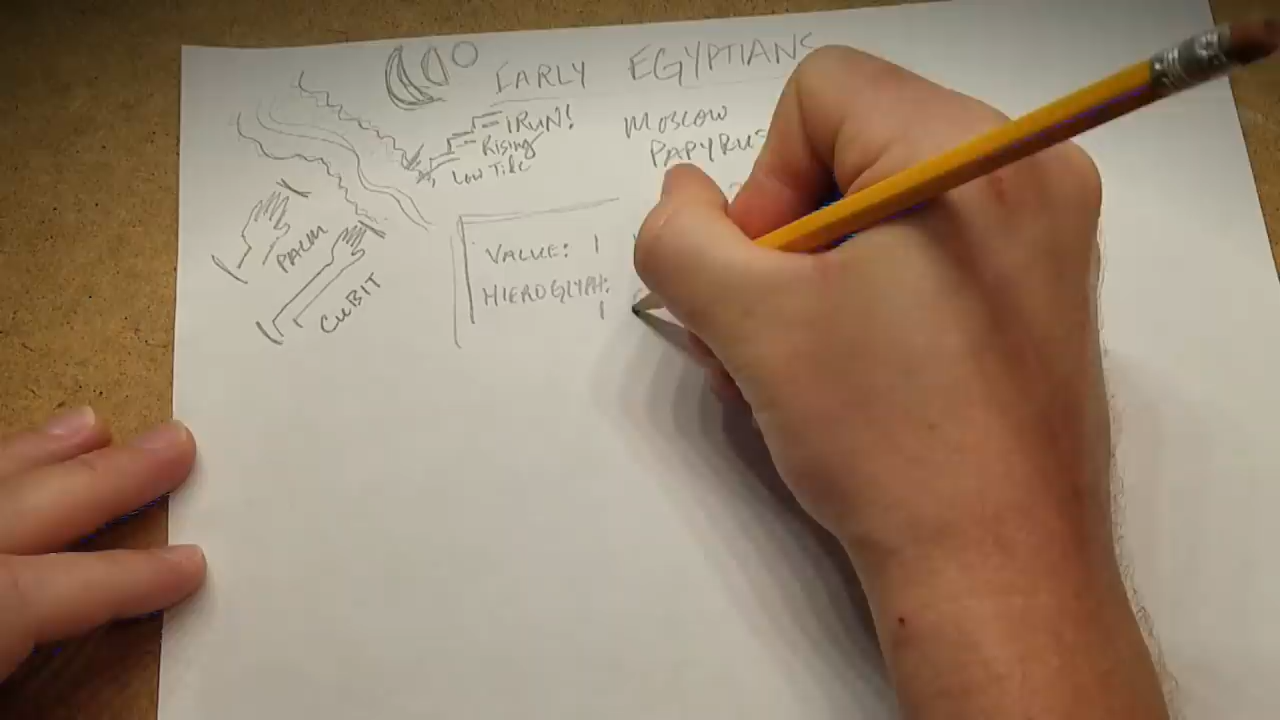 EARLY EGYPTIANS
RUN!
Rising
Low Tide
MOSCOW
PAPYRUS
PALM
CUBIT
VALUE: 1
HIEROGLYPH:
I